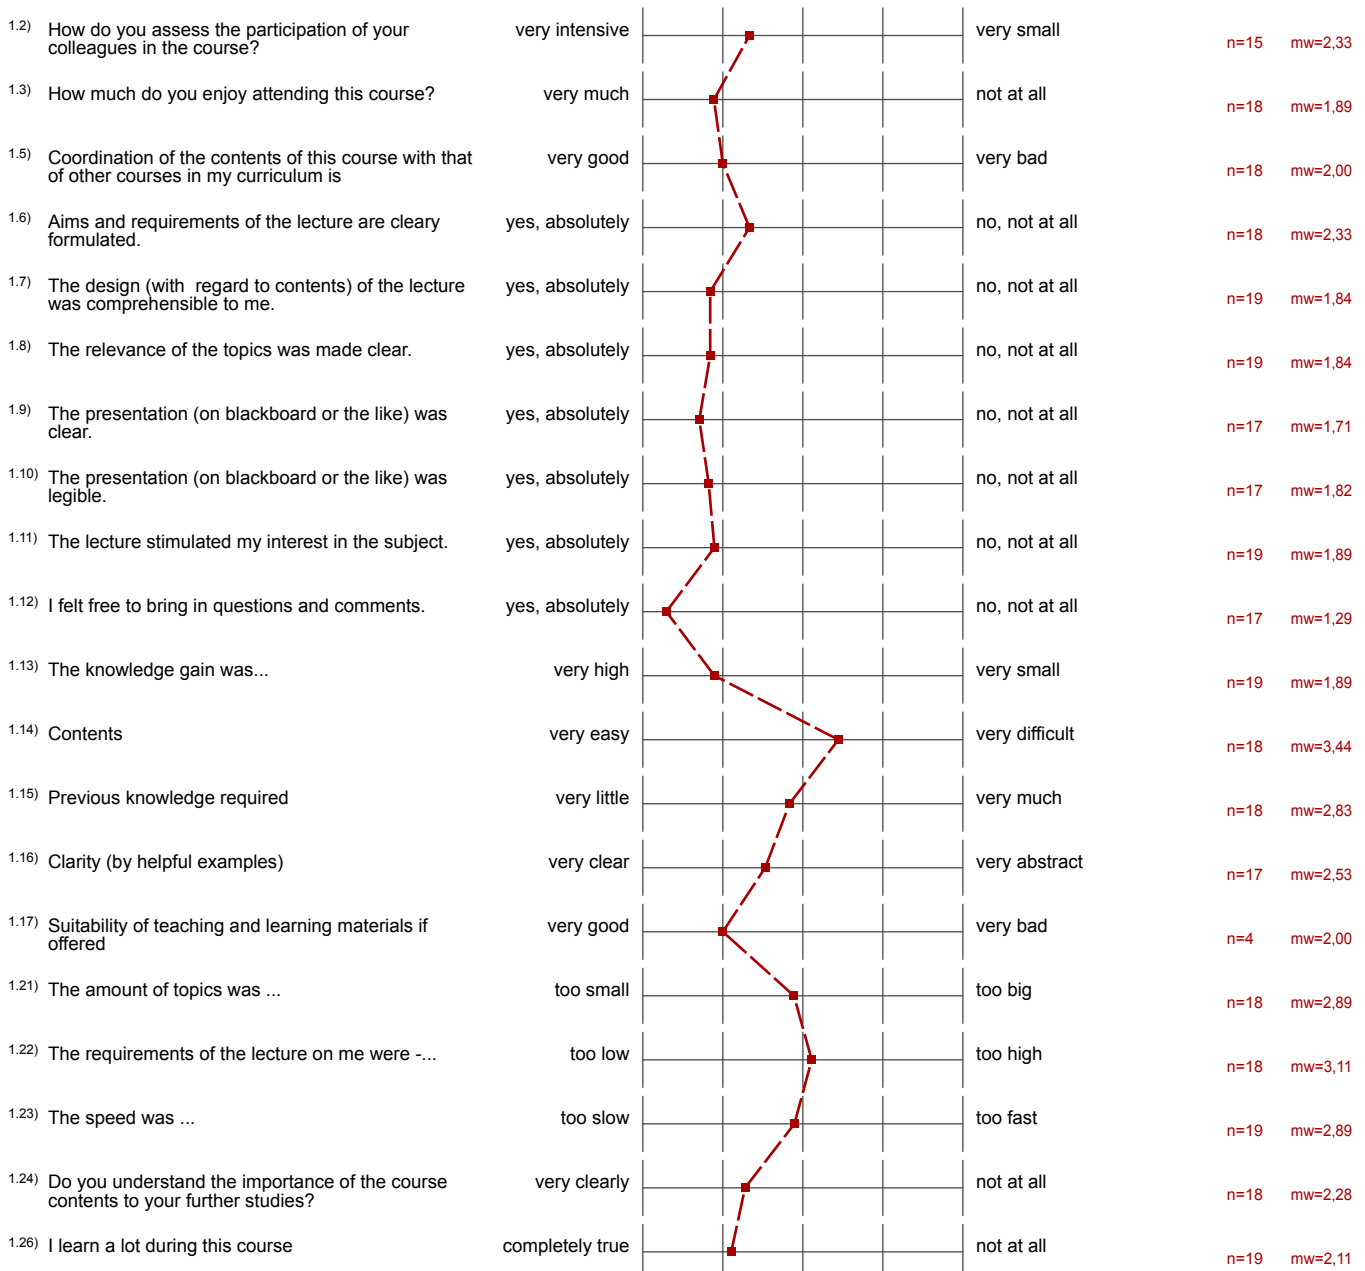 1.2) How do you assess the participation of your very intensive very small n=15 mw=2,33
colleagues in the course?
1.3) How much do you enjoy attending this course? very much not at all n=18 mw=1,89
1.5) Coordination of the contents of this course with that very good very bad n=18 mw=2,00
of other courses in my curriculum is
1.6) Aims and requirements of the lecture are cleary yes, absolutely no, not at all n=18 mw=2,33
formulated.
1.7) The design (with regard to contents) of the lecture yes, absolutely no, not at all n=19 mw=1,84
was comprehensible to me.
1.8) The relevance of the topics was made clear. yes, absolutely no, not at all n=19 mw=1,84
1.9) The presentation (on blackboard or the like) was yes, absolutely no, not at all n=17 mw=1,71
clear.
1.10) The presentation (on blackboard or the like) was yes, absolutely no, not at all n=17 mw=1,82
legible.
1.11) The lecture stimulated my interest in the subject. yes, absolutely no, not at all n=19 mw=1,89
1.12) I felt free to bring in questions and comments. yes, absolutely no, not at all n=17 mw=1,29
1.13) The knowledge gain was... very high very small n=19 mw=1,89
1.14) Contents very easy very difficult n=18 mw=3,44
1.15) Previous knowledge required very little very much n=18 mw=2,83
1.16) Clarity (by helpful examples) very clear very abstract n=17 mw=2,53
1.17) Suitability of teaching and learning materials if very good very bad n=4 mw=2,00
offered
1.21) The amount of topics was ... too small too big n=18 mw=2,89
1.22) The requirements of the lecture on me were -... too low too high n=18 mw=3,11
1.23) The speed was ... too slow too fast n=19 mw=2,89
1.24) Do you understand the importance of the course very clearly not at all n=18 mw=2,28
contents to your further studies?
1.26) I learn a lot during this course completely true not at all n=19 mw=2,11